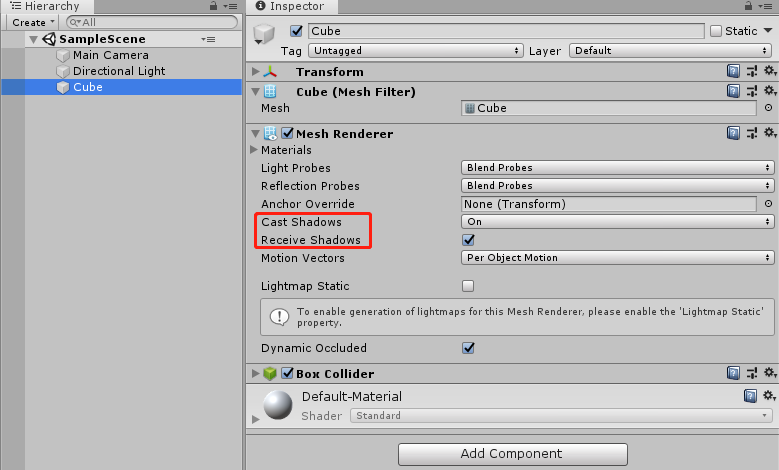 Hierarchy
Create
All
SampleScene
Main Camera
Directional Light
Cube
Inspector
Cube
Static
Tag Untagged Layer Default
Transform
Cube (Mesh Filter)
Mesh Cube
Mesh Renderer
Materials
Light Probes Blend Probes
Reflection Probes Blend Probes
Anchor Override None (Transform)
Cast Shadows On
Receive Shadows
Motion Vectors Per Object Motion
Lightmap Static
To enable generation of lightmaps for this Mesh Renderer, please enable the 'Lightmap Static'
property.
Dynamic Occluded
Box Collider
Default-Material
Shader Standard
Add Component